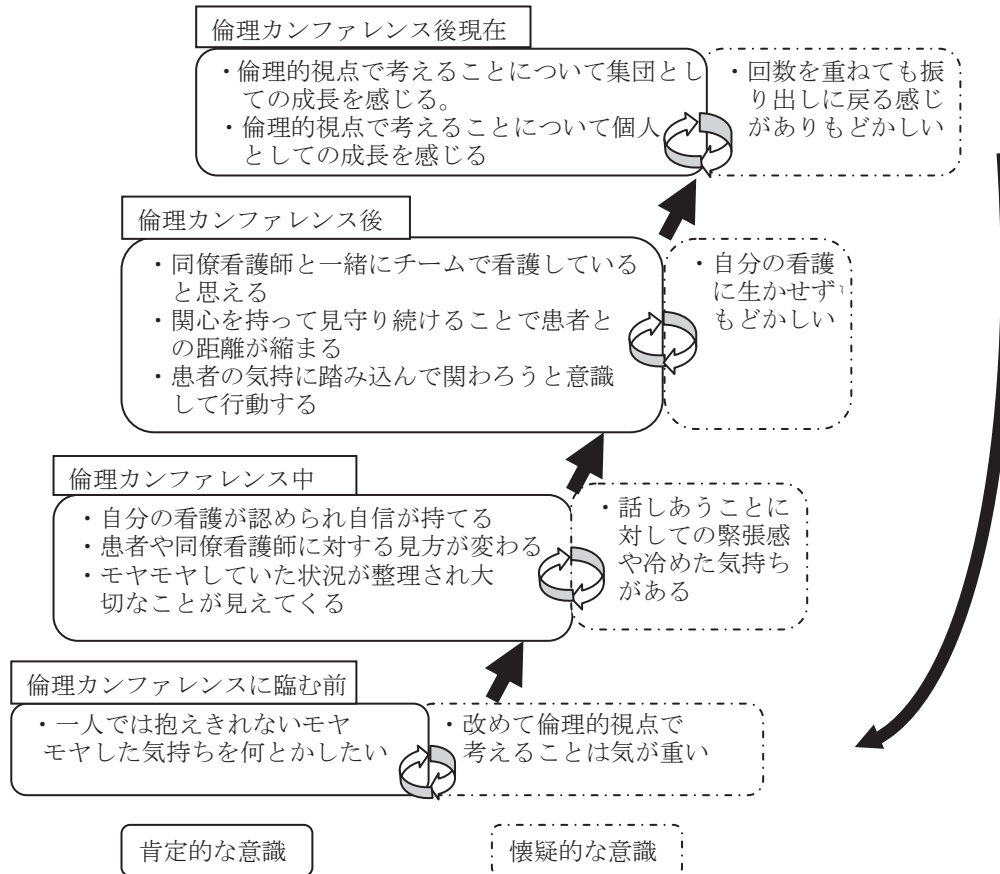 倫理カンファレンス後現在
・倫理的視点で考えることについて集団とし
ての成長を感じる。
・倫理的視点で考えることについて個人
としての成長を感じる
・回数を重ねても振
り出しに戻る感じ
がありもどかしい
倫理カンファレンス後
・同僚看護師と一緒にチームで看護している
と思える
・関心を持って見守り続けることで患者と
の距離が縮まる
・患者の気持に踏み込んで関わろうと意識
して行動する
・自分の看護
に生かせず
もどかしい
倫理カンファレンス中
・自分の看護が認められ自信が持てる
・患者や同僚看護師に対する見方が変わる
・モヤモヤしていた状況が整理され大
切なことが見えてくる
・話しあうことに
対しての緊張感
や冷めた気持ち
がある
倫理カンファレンスに臨む前
・一人では抱えきれないモヤ
モヤした気持ちを何とかしたい
・改めて倫理的視点で
考えることは気が重い
肯定的な意識
懐疑的な意識